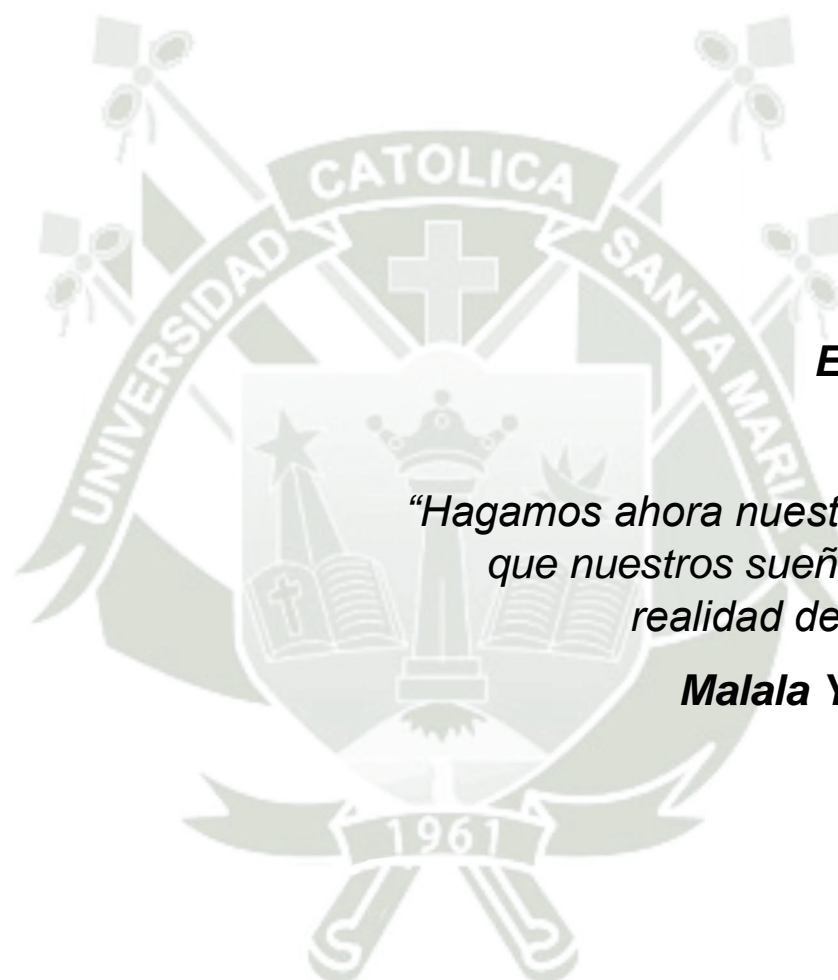 CATOLICA
UNIVERSIDAD
SANTA MARIA
E
“Hagamos ahora nuest
que nuestros sueñ
realidad de
Malala Y
1961